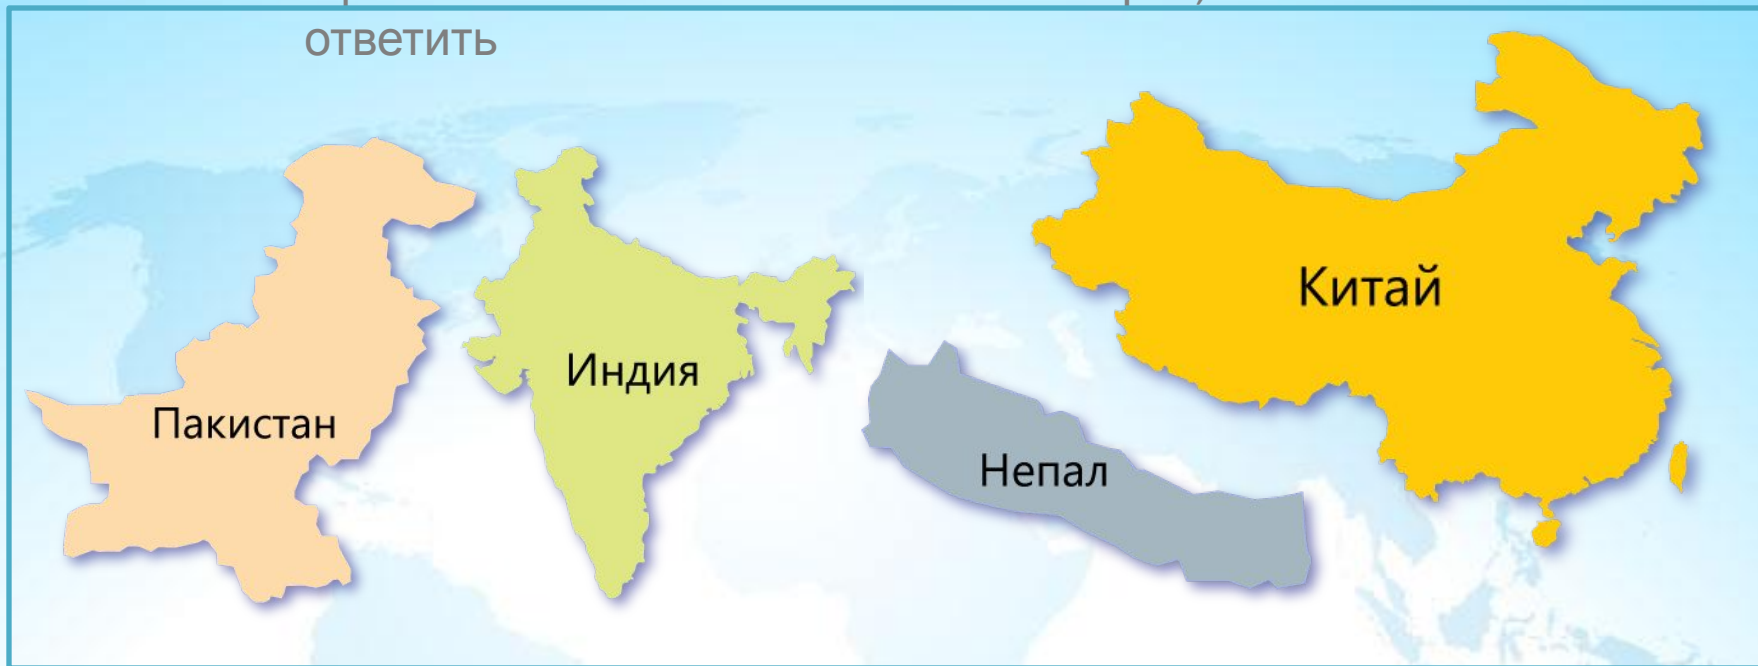 ответить
Китай
Индия
Пакистан
Непал